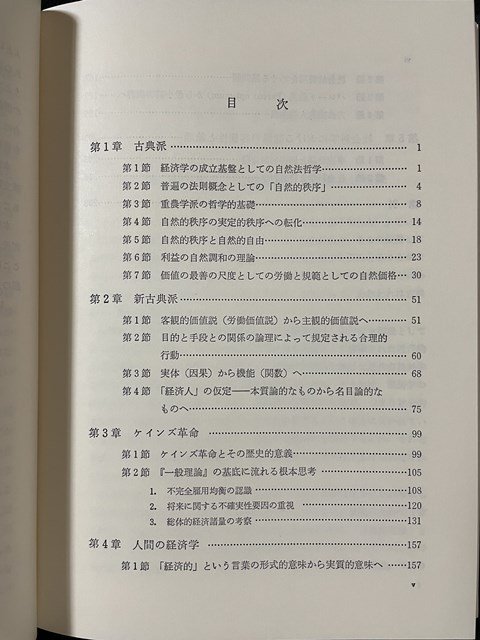 目次
第1章 古典派……1
第1節 経済学の成立基盤としての自然法哲学……1
第2節 普遍の法則概念としての「自然的秩序」……4
第3節 重農学派の哲学的基礎……8
第4節 自然的秩序の実定的秩序への転化……14
第5節 自然的秩序と自然的自由……18
第6節 利益の自然調和の理論……23
第7節 価値の最善の尺度としての労働と規範としての自然価格…30
第2章 新古典派……51
第1節 客観的価値説（労働価値説）から主観的価値説へ……51
第2節 目的と手段との関係の論理によって規定される合理的
行動……60
第3節 実体（因果）から機能（関数）へ……68
第4節 「経済人」の仮定――本質論的なものから名目論的な
ものへ……75
第3章 ケインズ革命……99
第1節 ケインズ革命とその歴史的意義……99
第2節 『一般理論』の基底に流れる根本思考……105
1. 不完全雇用均衡の認識……108
2. 将来に関する不確実性要因の重視……120
3. 総体的経済諸量の考察……131
第4章 人間の経済学……157
第1節 「経済的」という言葉の形式的意味から実質的意味へ……157
v